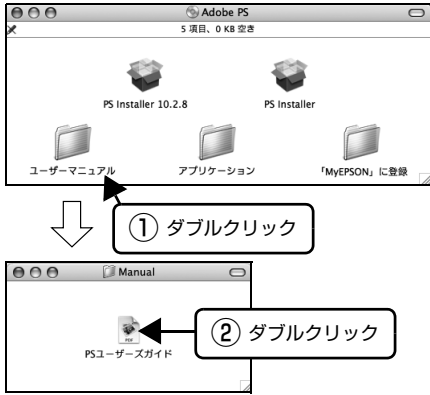 Adobe PS
5 項目、0 KB 空き
PS Installer 10.2.8
PS Installer
ユーザーマニュアル
アプリケーション
「MyEPSON」に登録
① ダブルクリック
Manual
② ダブルクリック
PDF
PSユーザーズガイド